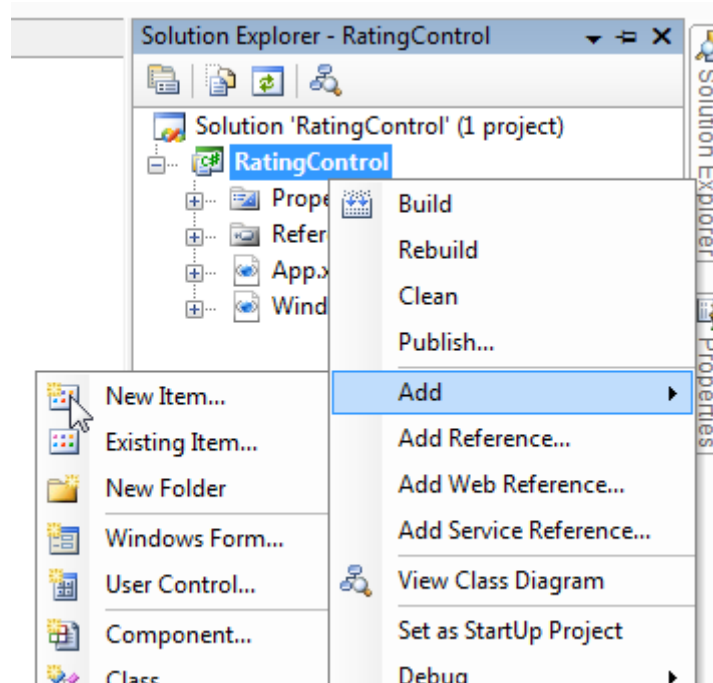 Solution Explorer - RatingControl
Solution 'RatingControl' (1 project)
C#
RatingControl
Prope
Refer
App.x
Wind
Build
Rebuild
Clean
Publish...
Add
Add Reference...
Add Web Reference...
Add Service Reference...
View Class Diagram
Set as StartUp Project
Debug
New Item...
Existing Item...
New Folder
Windows Form...
User Control...
Component...
Class
Solution Explorer
Properties